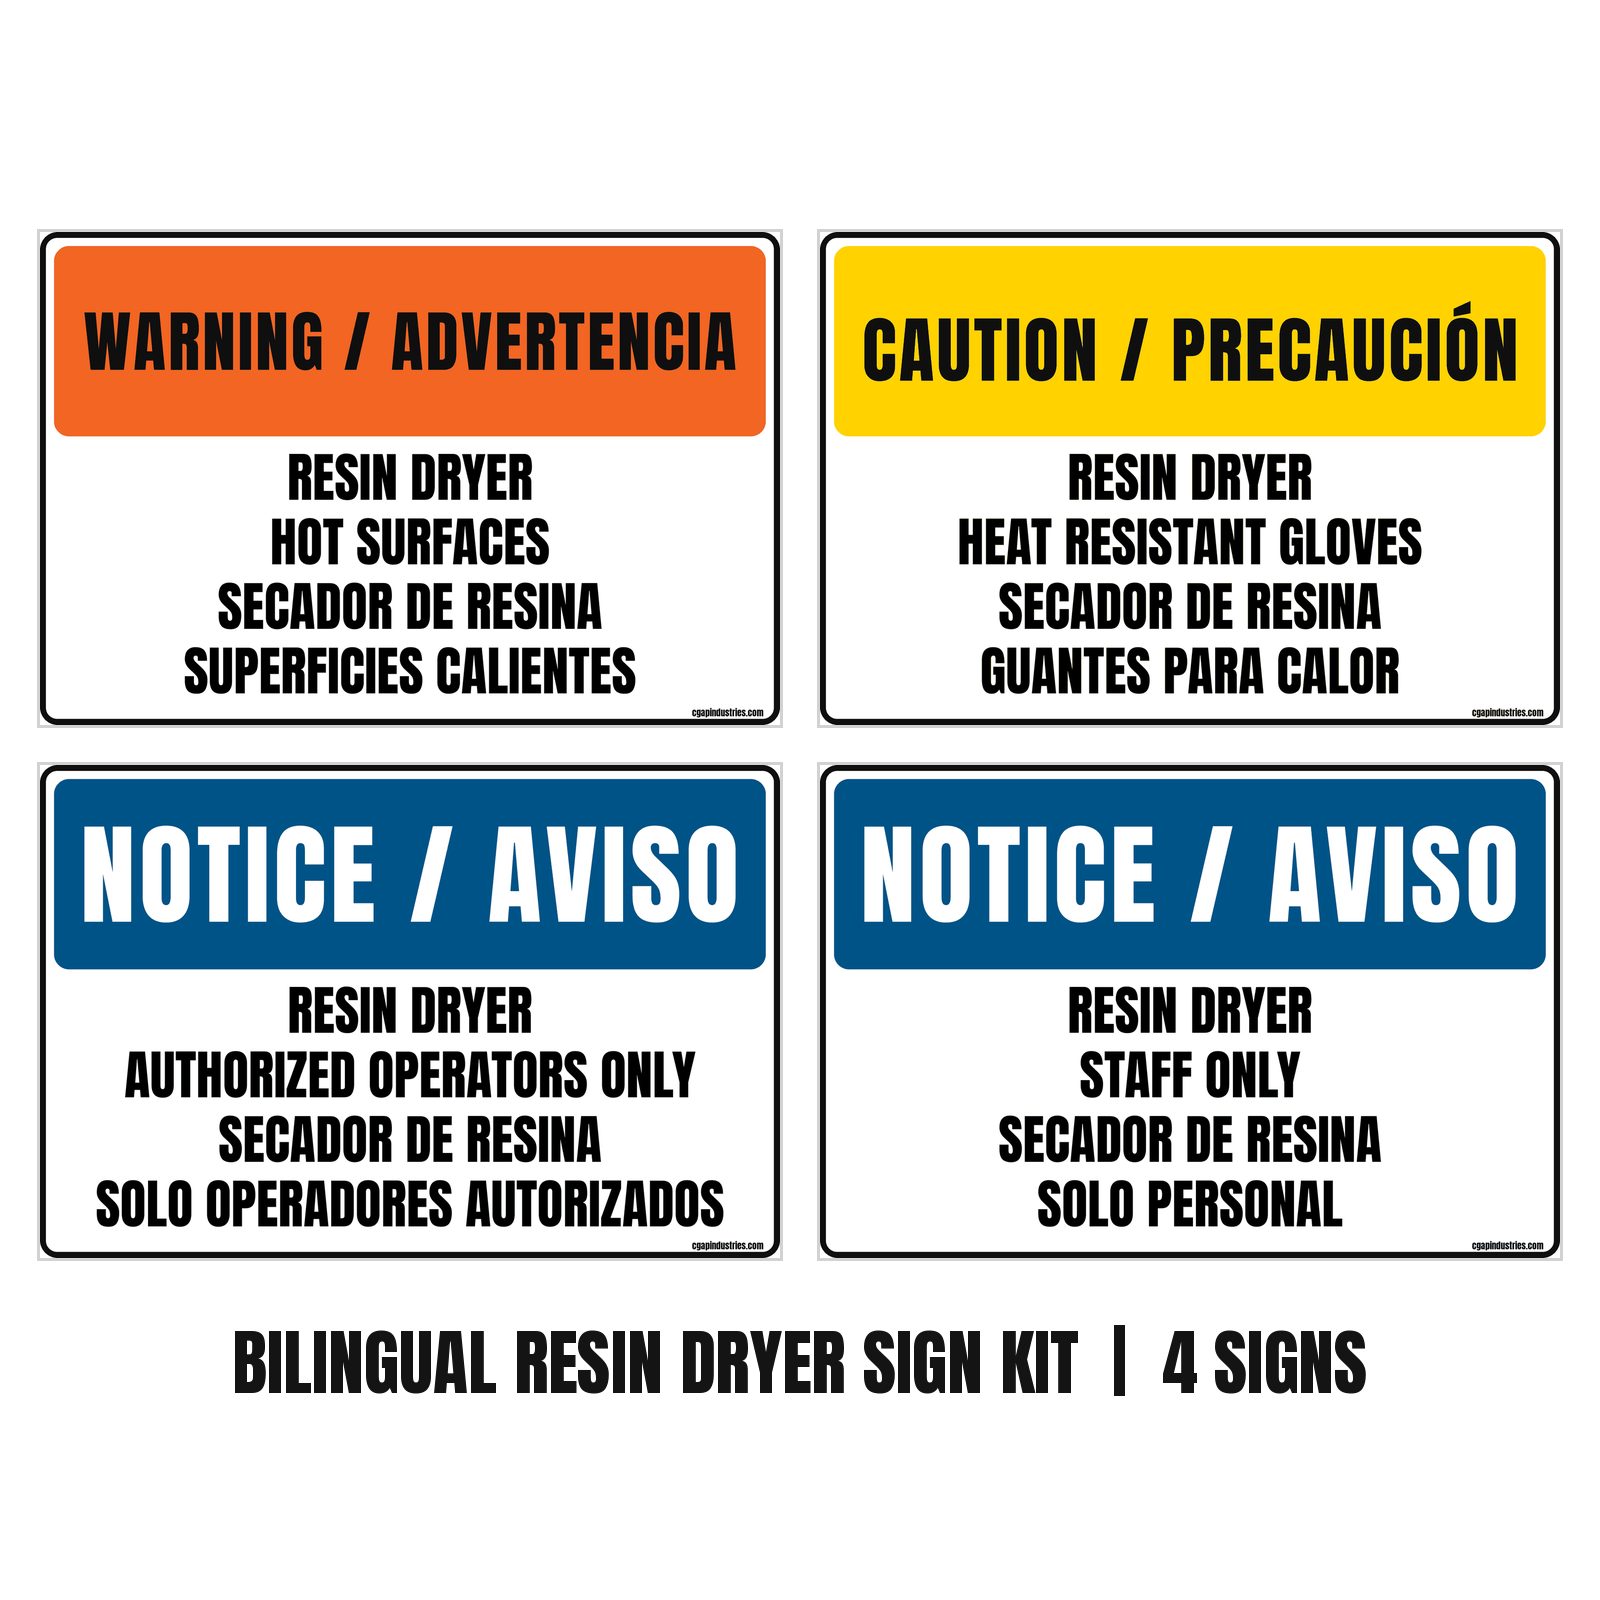 WARNING / ADVERTENCIA
RESIN DRYER
HOT SURFACES
SECADOR DE RESINA
SUPERFICIES CALIENTES
cgapindustries.com
CAUTION / PRECAUCIÓN
RESIN DRYER
HEAT RESISTANT GLOVES
SECADOR DE RESINA
GUANTES PARA CALOR
cgapindustries.com
NOTICE / AVISO
RESIN DRYER
AUTHORIZED OPERATORS ONLY
SECADOR DE RESINA
SOLO OPERADORES AUTORIZADOS
cgapindustries.com
NOTICE / AVISO
RESIN DRYER
STAFF ONLY
SECADOR DE RESINA
SOLO PERSONAL
cgapindustries.com
BILINGUAL RESIN DRYER SIGN KIT | 4 SIGNS